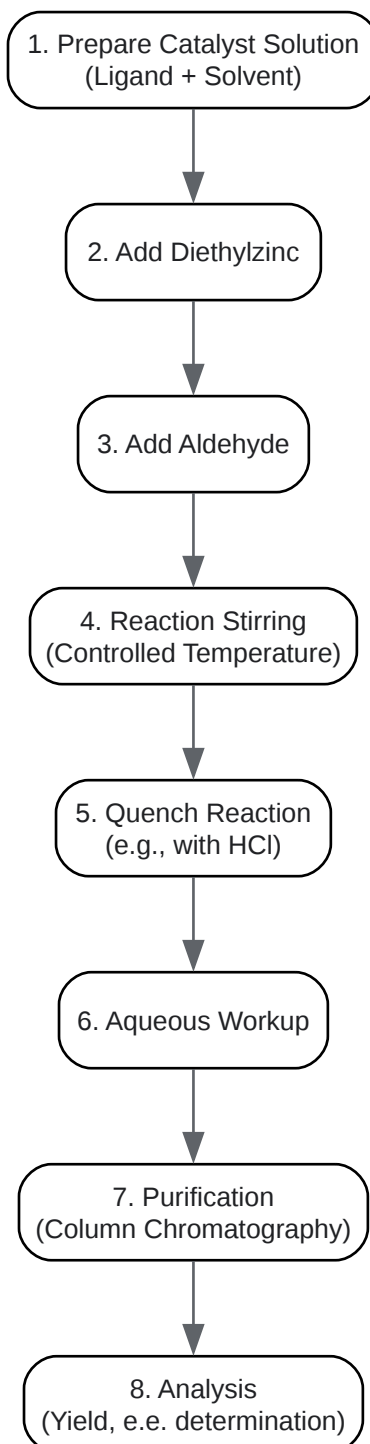 1. Prepare Catalyst Solution
(Ligand + Solvent)
2. Add Diethylzinc
3. Add Aldehyde
4. Reaction Stirring
(Controlled Temperature)
5. Quench Reaction
(e.g., with HCl)
6. Aqueous Workup
7. Purification
(Column Chromatography)
8. Analysis
(Yield, e.e. determination)